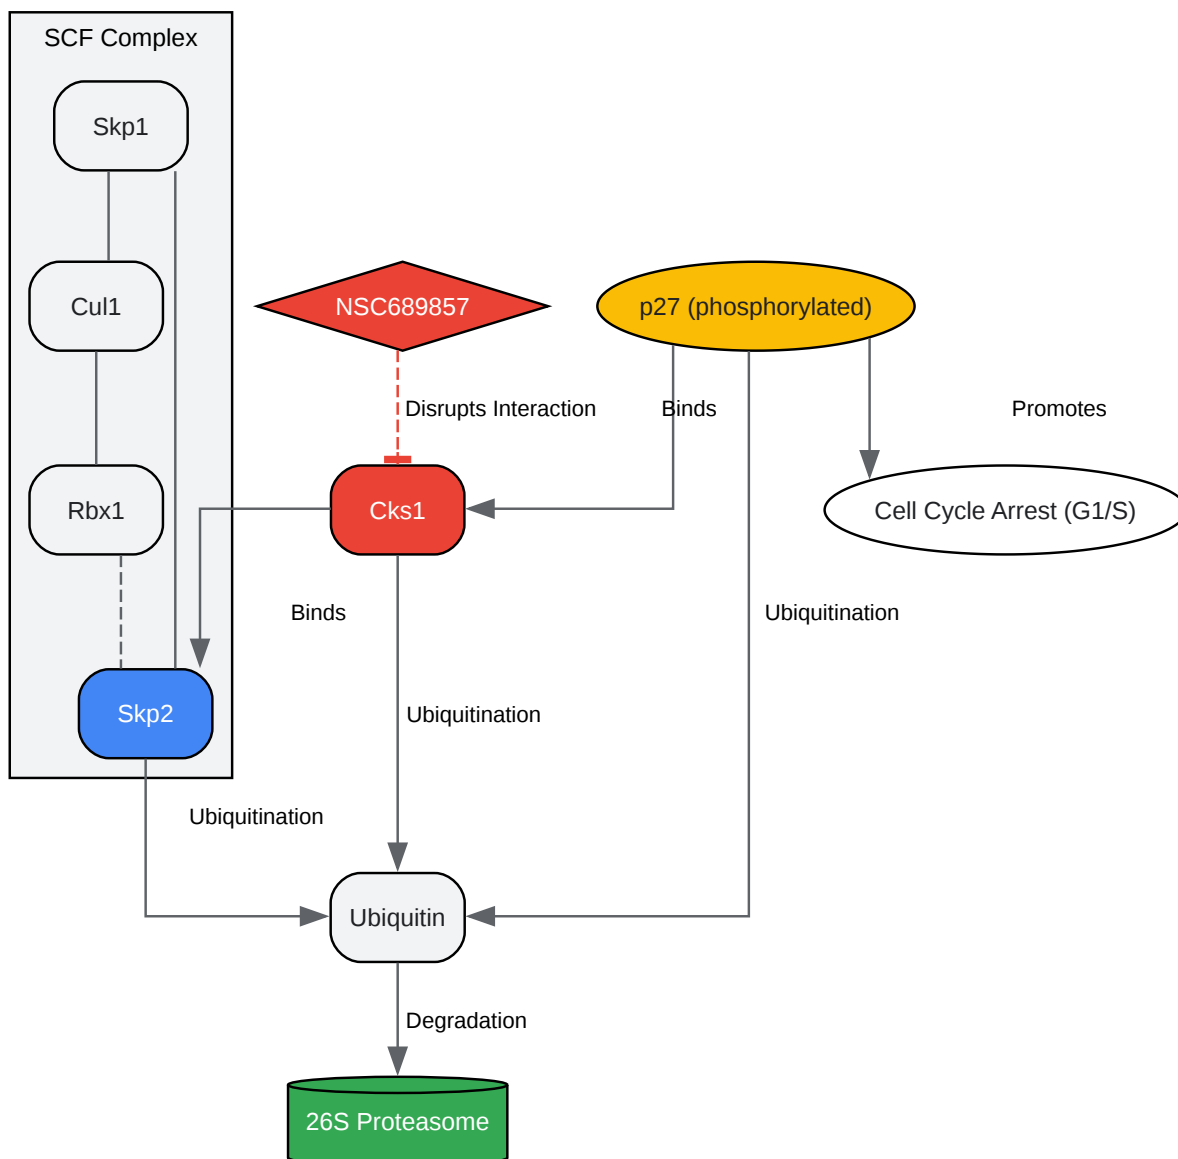 SCF Complex
Skp1
Cul1
NSC689857
p27 (phosphorylated)
Disrupts Interaction
Binds
Promotes
Rbx1
Cks1
Cell Cycle Arrest (G1/S)
Binds
Ubiquitination
Skp2
Ubiquitination
Ubiquitination
Ubiquitin
Degradation
26S Proteasome